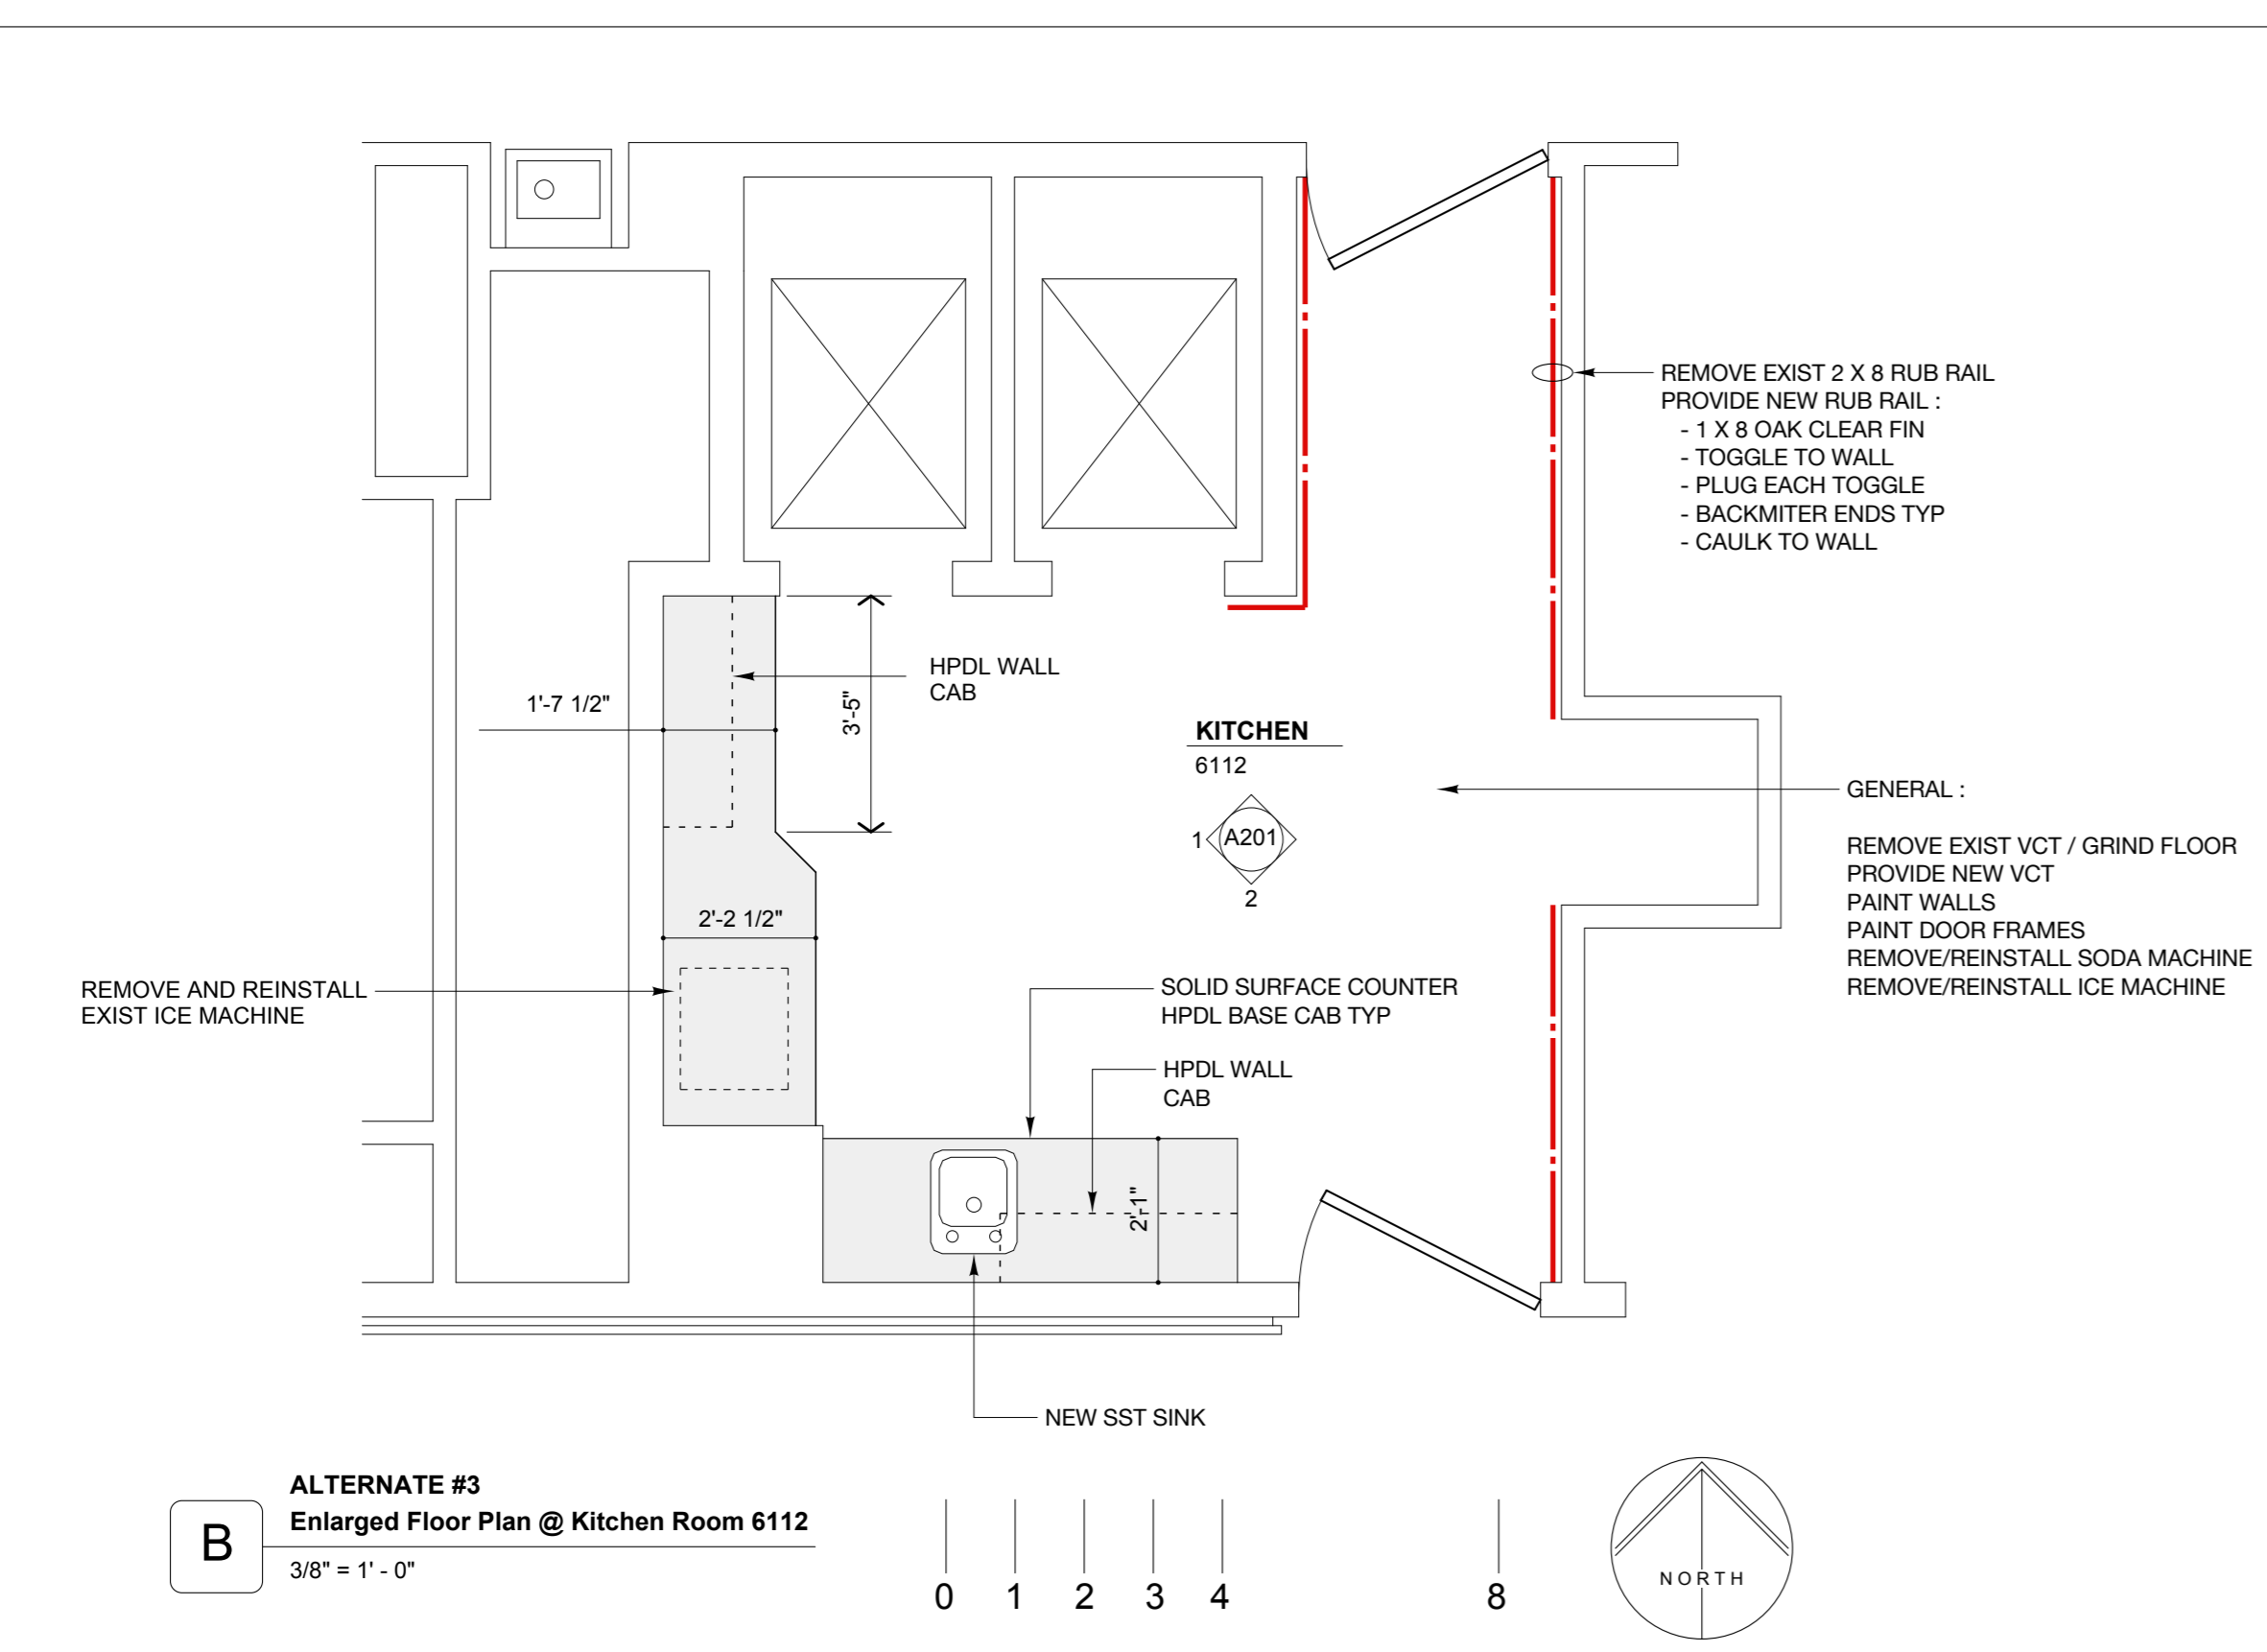 REMOVE EXIST 2 X 8 RUB RAIL
PROVIDE NEW RUB RAIL :
- 1 X 8 OAK CLEAR FIN
- TOGGLE TO WALL
- PLUG EACH TOGGLE
- BACKMITER ENDS TYP
- CAULK TO WALL
HPDL WALL
CAB
1'-7 1/2"
3'-5"
KITCHEN
6112
1
A201
2
GENERAL :
REMOVE EXIST VCT / GRIND FLOOR
PROVIDE NEW VCT
PAINT WALLS
PAINT DOOR FRAMES
REMOVE/REINSTALL SODA MACHINE
REMOVE/REINSTALL ICE MACHINE
2'-2 1/2"
REMOVE AND REINSTALL
EXIST ICE MACHINE
SOLID SURFACE COUNTER
HPDL BASE CAB TYP
HPDL WALL
CAB
2'-1"
NEW SST SINK
B
ALTERNATE #3
Enlarged Floor Plan @ Kitchen Room 6112
3/8" = 1' - 0"
0 1 2 3 4 8
NORTH